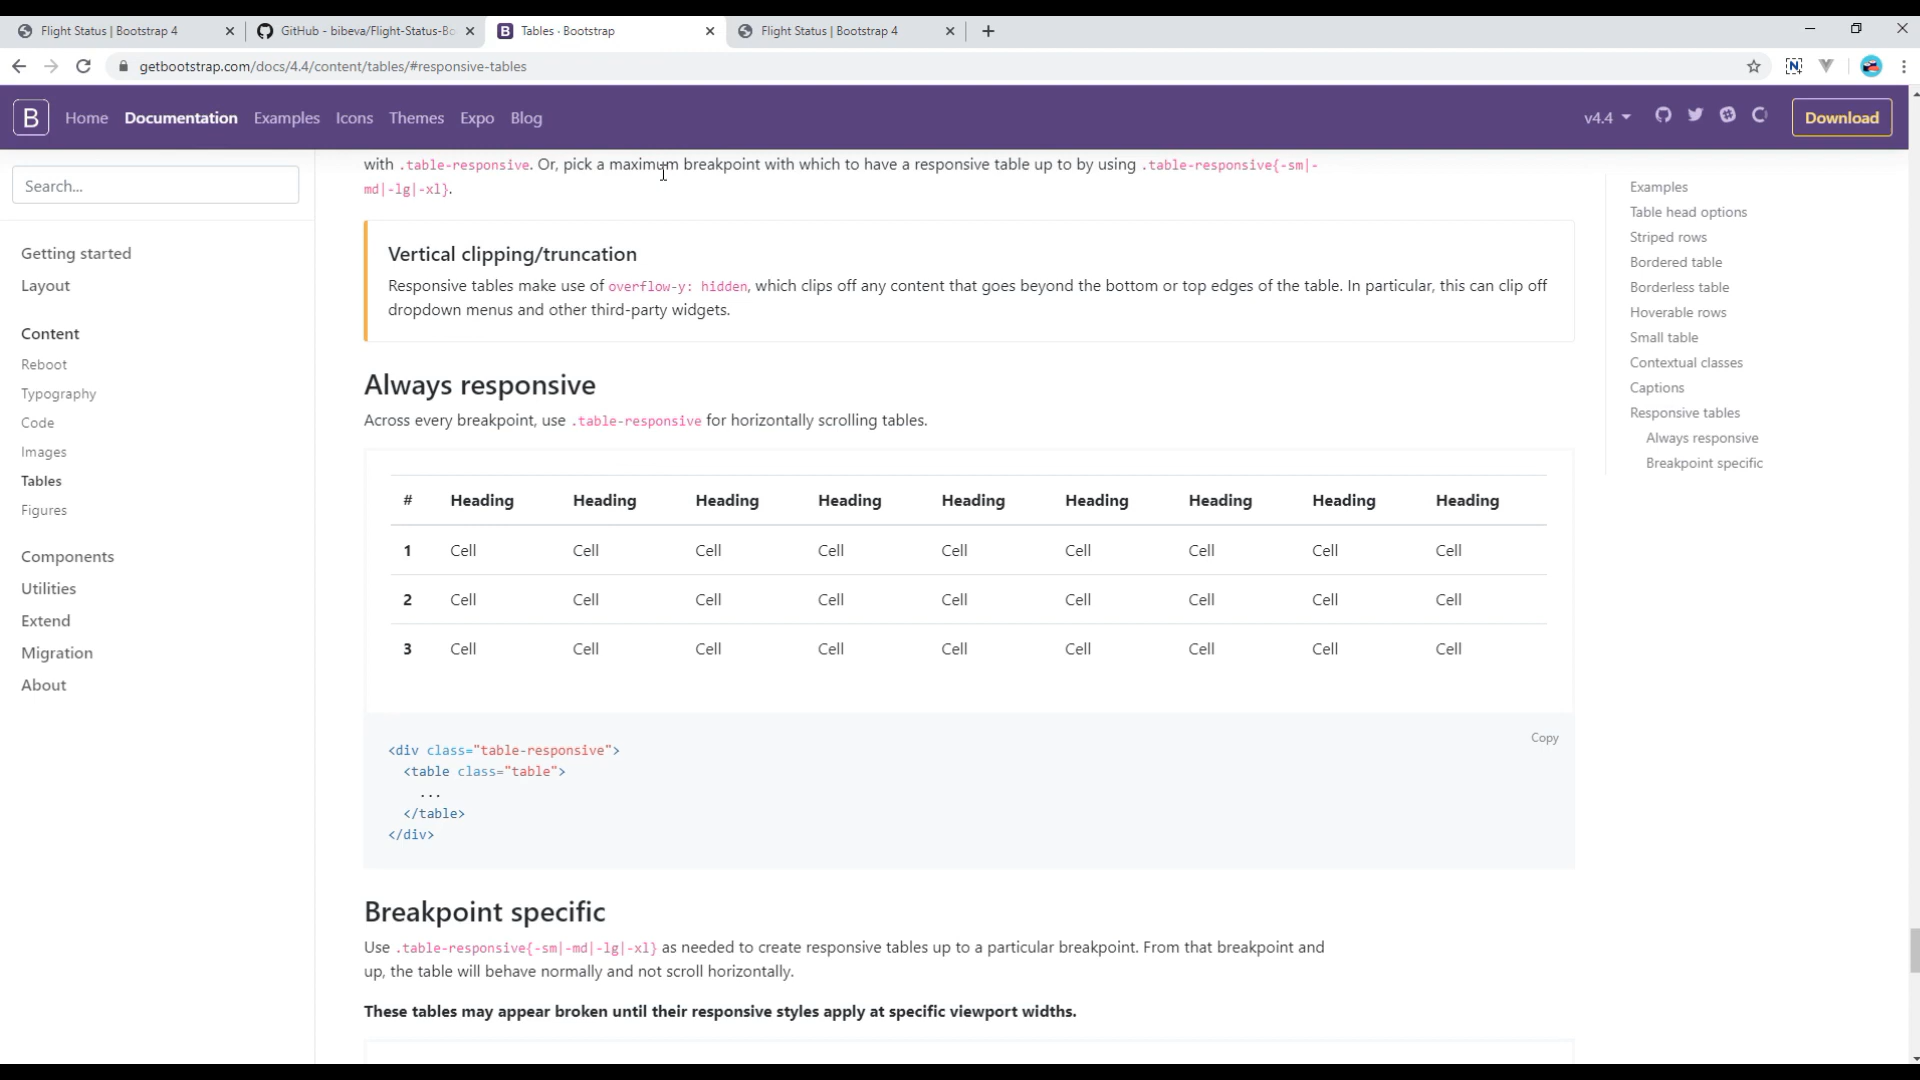 Flight Status | Bootstrap 4
GitHub - bibeva/Flight-Status-Bo
Tables · Bootstrap
Flight Status | Bootstrap 4
getbootstrap.com/docs/4.4/content/tables/#responsive-tables
B Home Documentation Examples Icons Themes Expo Blog v4.4 Download
Search...
Getting started
Layout
Content
Reboot
Typography
Code
Images
Tables
Figures
Components
Utilities
Extend
Migration
About
with .table-responsive. Or, pick a maximum breakpoint with which to have a responsive table up to by using .table-responsive{-sm|-
md|-lg|-xl}.
Vertical clipping/truncation
Responsive tables make use of overflow-y: hidden, which clips off any content that goes beyond the bottom or top edges of the table. In particular, this can clip off
dropdown menus and other third-party widgets.
Always responsive
Across every breakpoint, use .table-responsive for horizontally scrolling tables.
# Heading Heading Heading Heading Heading Heading Heading Heading Heading
1 Cell Cell Cell Cell Cell Cell Cell Cell Cell
2 Cell Cell Cell Cell Cell Cell Cell Cell Cell
3 Cell Cell Cell Cell Cell Cell Cell Cell Cell
Copy
<div class="table-responsive">
<table class="table">
...
</table>
</div>
Breakpoint specific
Use .table-responsive{-sm|-md|-lg|-xl} as needed to create responsive tables up to a particular breakpoint. From that breakpoint and
up, the table will behave normally and not scroll horizontally.
These tables may appear broken until their responsive styles apply at specific viewport widths.
Examples
Table head options
Striped rows
Bordered table
Borderless table
Hoverable rows
Small table
Contextual classes
Captions
Responsive tables
Always responsive
Breakpoint specific